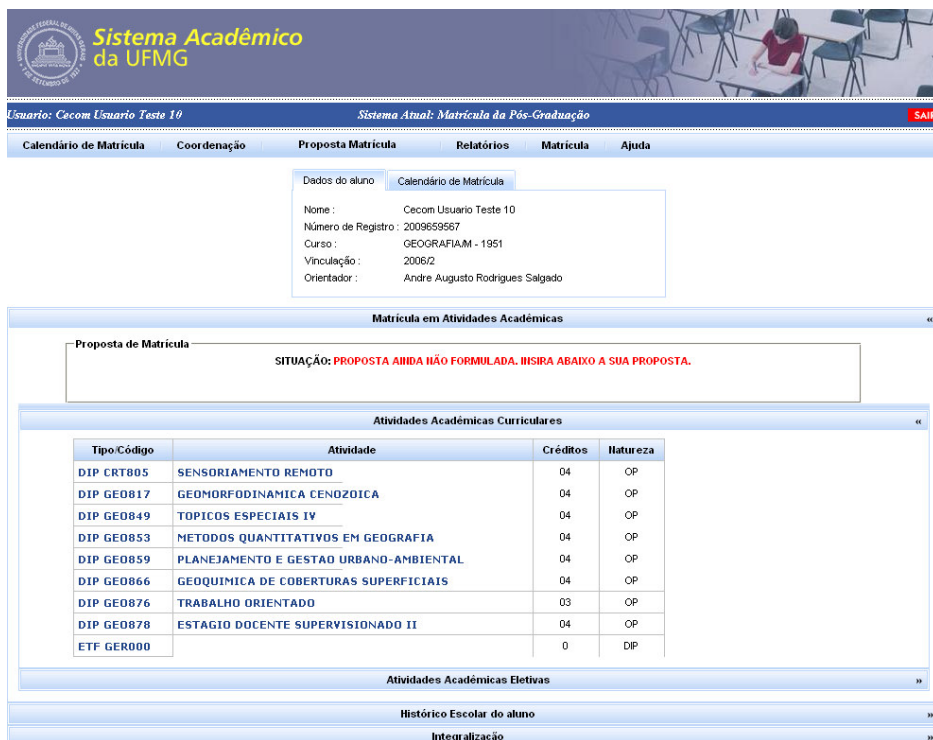 Sistema Acadêmico
da UFMG
Usuario: Cecom Usuario Teste 10 Sistema Atual: Matrícula da Pós-Graduação SAIR
Calendário de Matrícula Coordenação Proposta Matrícula Relatórios Matrícula Ajuda
Dados do aluno Calendário de Matrícula
Nome : Cecom Usuario Teste 10
Número de Registro : 2009659567
Curso : GEOGRAFIA/M - 1951
Vinculação : 2006/2
Orientador : Andre Augusto Rodrigues Salgado
Matrícula em Atividades Acadêmicas «
Proposta de Matrícula
SITUAÇÃO: PROPOSTA AINDA NÃO FORMULADA. INSIRA ABAIXO A SUA PROPOSTA.
Atividades Acadêmicas Curriculares «
Tipo/Código Atividade Créditos Natureza
DIP CRT805 SENSORIAMENTO REMOTO 04 OP
DIP GEO817 GEOMORFODINAMICA CENOZOICA 04 OP
DIP GEO849 TOPICOS ESPECIAIS IV 04 OP
DIP GEO853 METODOS QUANTITATIVOS EM GEOGRAFIA 04 OP
DIP GEO859 PLANEJAMENTO E GESTAO URBANO-AMBIENTAL 04 OP
DIP GEO866 GEOQUIMICA DE COBERTURAS SUPERFICIAIS 04 OP
DIP GEO876 TRABALHO ORIENTADO 03 OP
DIP GEO878 ESTAGIO DOCENTE SUPERVISIONADO II 04 OP
ETF GER000 0 DIP
Atividades Acadêmicas Eletivas »
Histórico Escolar do aluno »
Integralização »